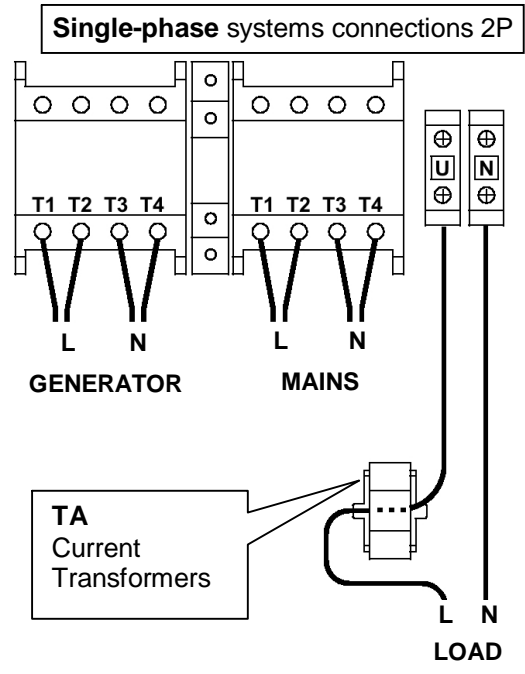 Single-phase systems connections 2P
T1 T2 T3 T4
T1 T2 T3 T4
U N
L N
L N
GENERATOR
MAINS
TA
Current
Transformers
L N
LOAD